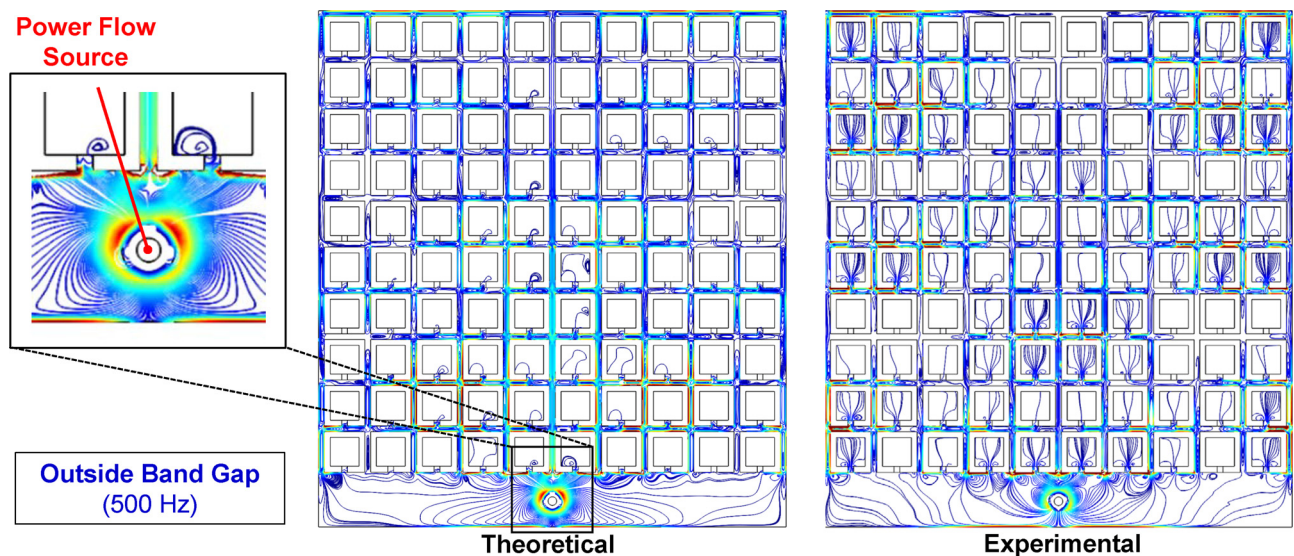 Power Flow
Source
Outside Band Gap
(500 Hz)
Theoretical
Experimental